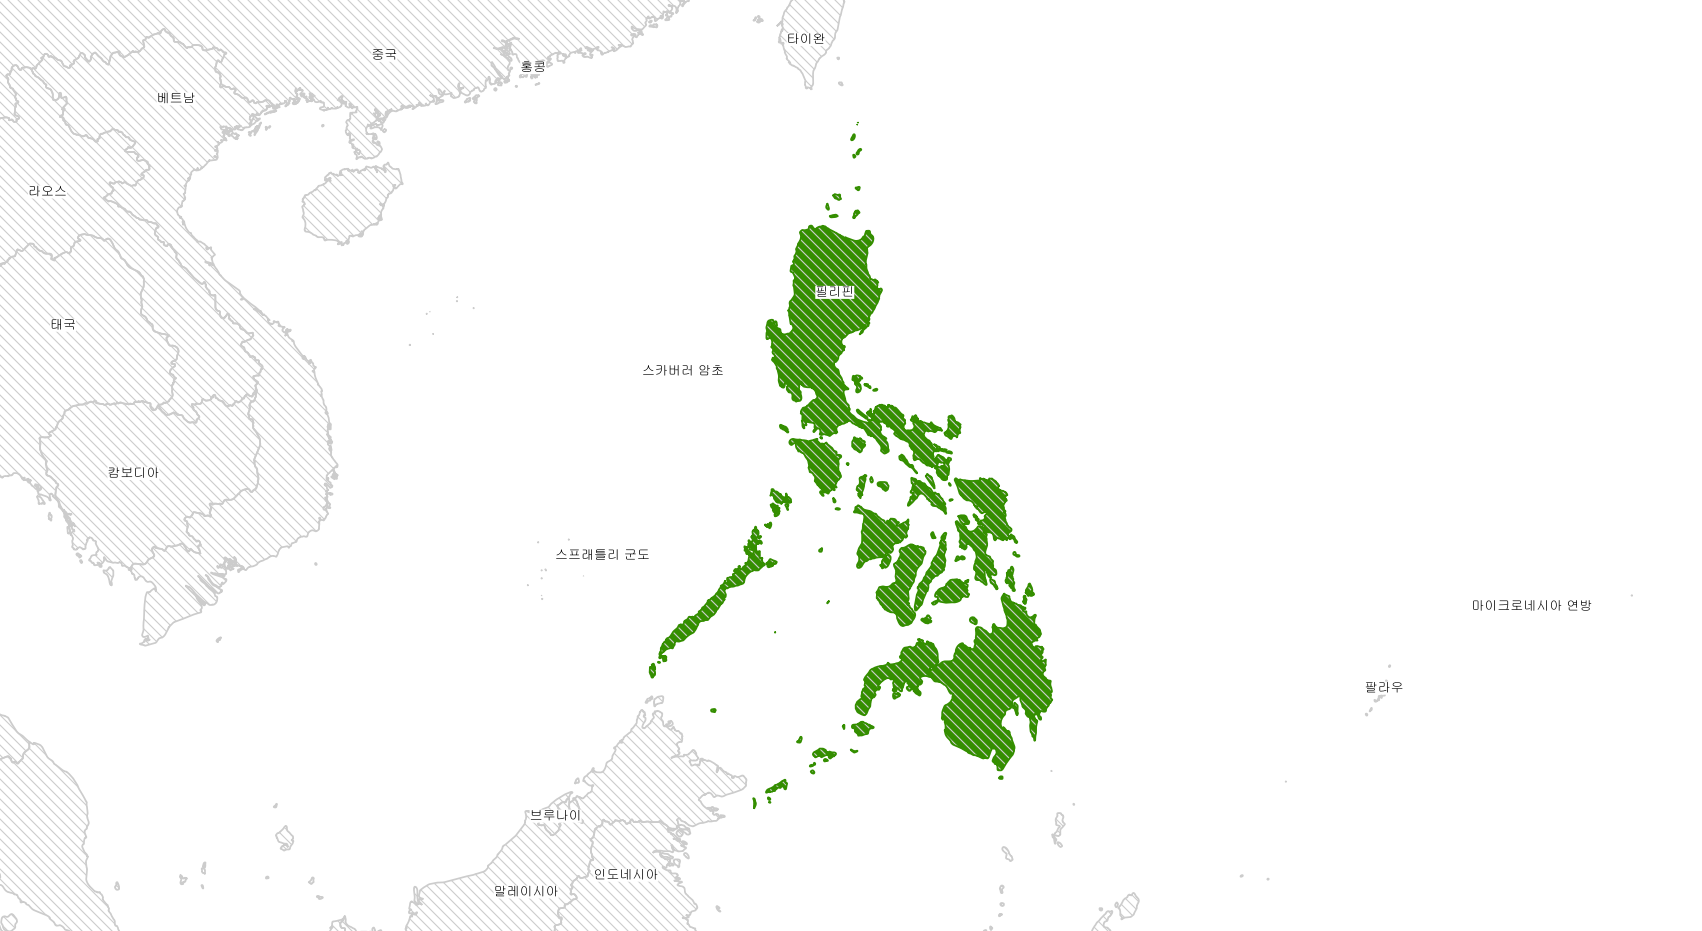 타이완
중국
홍콩
베트남
라오스
필리핀
태국
스카버러 암초
캄보디아
스프래틀리 군도
마이크로네시아 연방
팔라우
브루나이
인도네시아
말레이시아